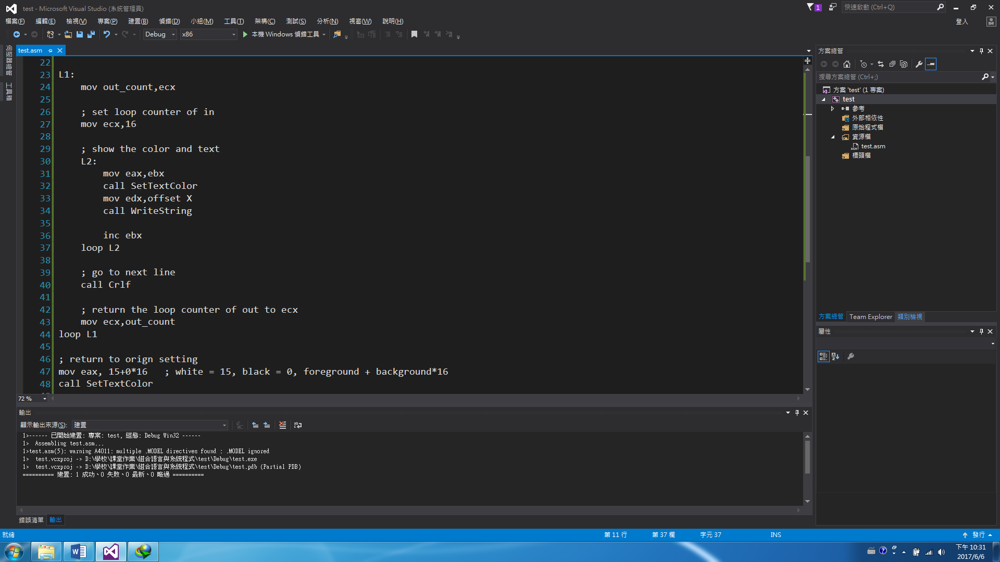 test - Microsoft Visual Studio (系統管理員)
1
快速啟動 (Ctrl+Q)
檔案(F) 編輯(E) 檢視(V) 專案(P) 建置(B) 偵錯(D) 小組(M) 工具(T) 架構(C) 測試(S) 分析(N) 視窗(W) 說明(H)
登入
Debug x86 本機 Windows 偵錯工具
伺服器總管
工具箱
test.asm
22
23 L1:
24 mov out_count,ecx
25
26 ; set loop counter of in
27 mov ecx,16
28
29 ; show the color and text
30 L2:
31 mov eax,ebx
32 call SetTextColor
33 mov edx,offset X
34 call WriteString
35
36 inc ebx
37 loop L2
38
39 ; go to next line
40 call Crlf
41
42 ; return the loop counter of out to ecx
43 mov ecx,out_count
44 loop L1
45
46 ; return to orign setting
47 mov eax, 15+0*16 ; white = 15, black = 0, foreground + background*16
48 call SetTextColor
72 %
輸出
顯示輸出來源(S): 建置
1>------ 已開始建置: 專案: test, 組態: Debug Win32 ------
1> Assembling test.asm...
1>test.asm(5): warning A4011: multiple .MODEL directives found : .MODEL ignored
1> test.vcxproj -> D:\學校\課堂作業\組合語言與系統程式\test\Debug\test.exe
1> test.vcxproj -> D:\學校\課堂作業\組合語言與系統程式\test\Debug\test.pdb (Partial PDB)
========== 建置: 1 成功、0 失敗、0 最新、0 略過 ==========
錯誤清單 輸出
方案總管
搜尋方案總管 (Ctrl+;)
方案 'test' (1 專案)
test
參考
外部相依性
原始程式檔
資源檔
test.asm
標頭檔
方案總管 Team Explorer 類別檢視
屬性
就緒 第 11 行 第 37 欄 字元 37 INS 發行
下午 10:31
2017/6/6